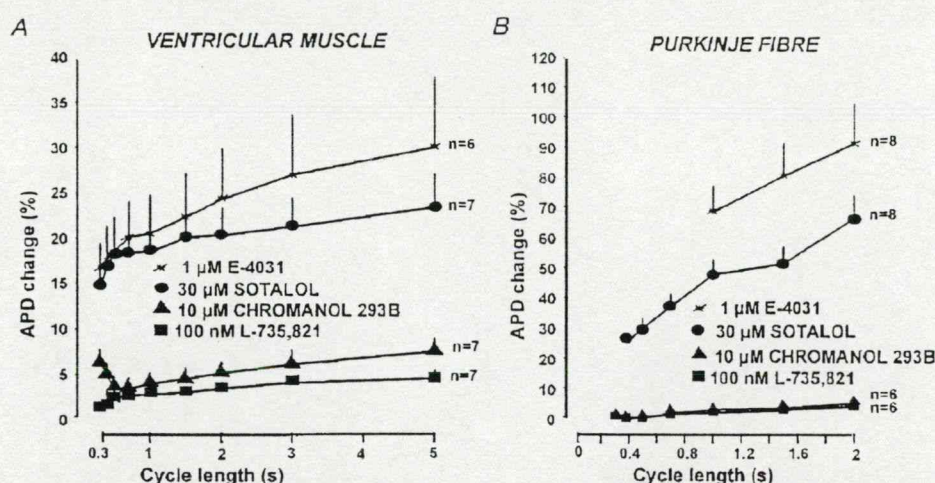 A
VENTRICULAR MUSCLE
APD change (%)
40
35
30
25
20
15
10
5
0
n=6
n=7
1 µM E-4031
30 µM SOTALOL
10 µM CHROMANOL 293B
100 nM L-735,821
n=7
n=7
0.3
1
2
3
4
5
Cycle length (s)
B
PURKINJE FIBRE
APD change (%)
120
110
100
90
80
70
60
50
40
30
20
10
0
n=8
n=8
1 µM E-4031
30 µM SOTALOL
10 µM CHROMANOL 293B
100 nM L-735,821
n=6
n=6
0
0.4
0.8
1.2
1.6
2
Cycle length (s)